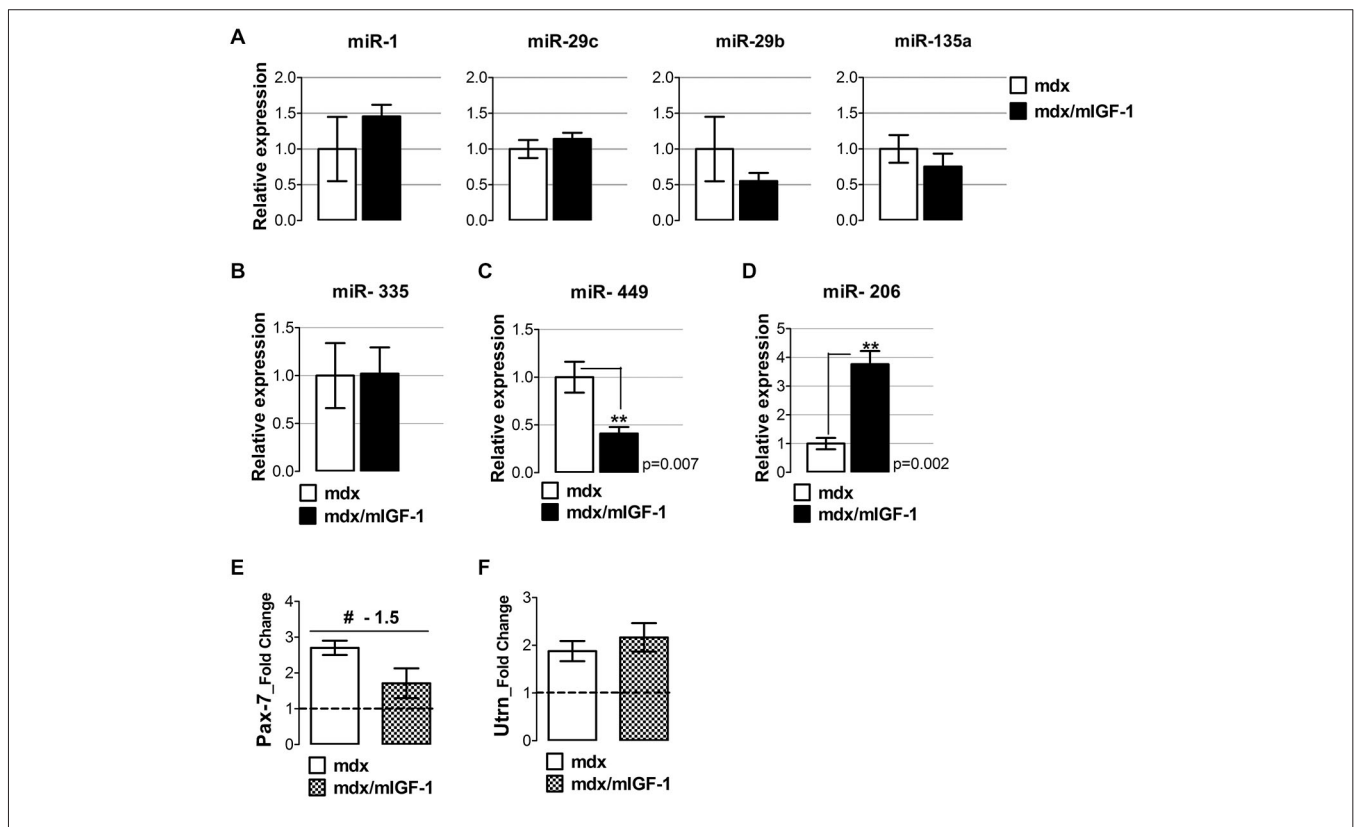 A
miR-1
miR-29c
miR-29b
miR-135a
Relative expression
2.0
1.5
1.0
0.5
0.0
2.0
1.5
1.0
0.5
0.0
2.0
1.5
1.0
0.5
0.0
2.0
1.5
1.0
0.5
0.0
mdx
mdx/mIGF-1
B
miR- 335
Relative expression
1.5
1.0
0.5
0.0
mdx
mdx/mIGF-1
C
miR- 449
Relative expression
1.5
1.0
0.5
0.0
**
p=0.007
mdx
mdx/mIGF-1
D
miR- 206
Relative expression
5
4
3
2
1
0
**
p=0.002
mdx
mdx/mIGF-1
E
Pax-7_Fold Change
4
3
2
1
0
# - 1.5
mdx
mdx/mIGF-1
F
Utrn_Fold Change
3
2
1
0
mdx
mdx/mIGF-1